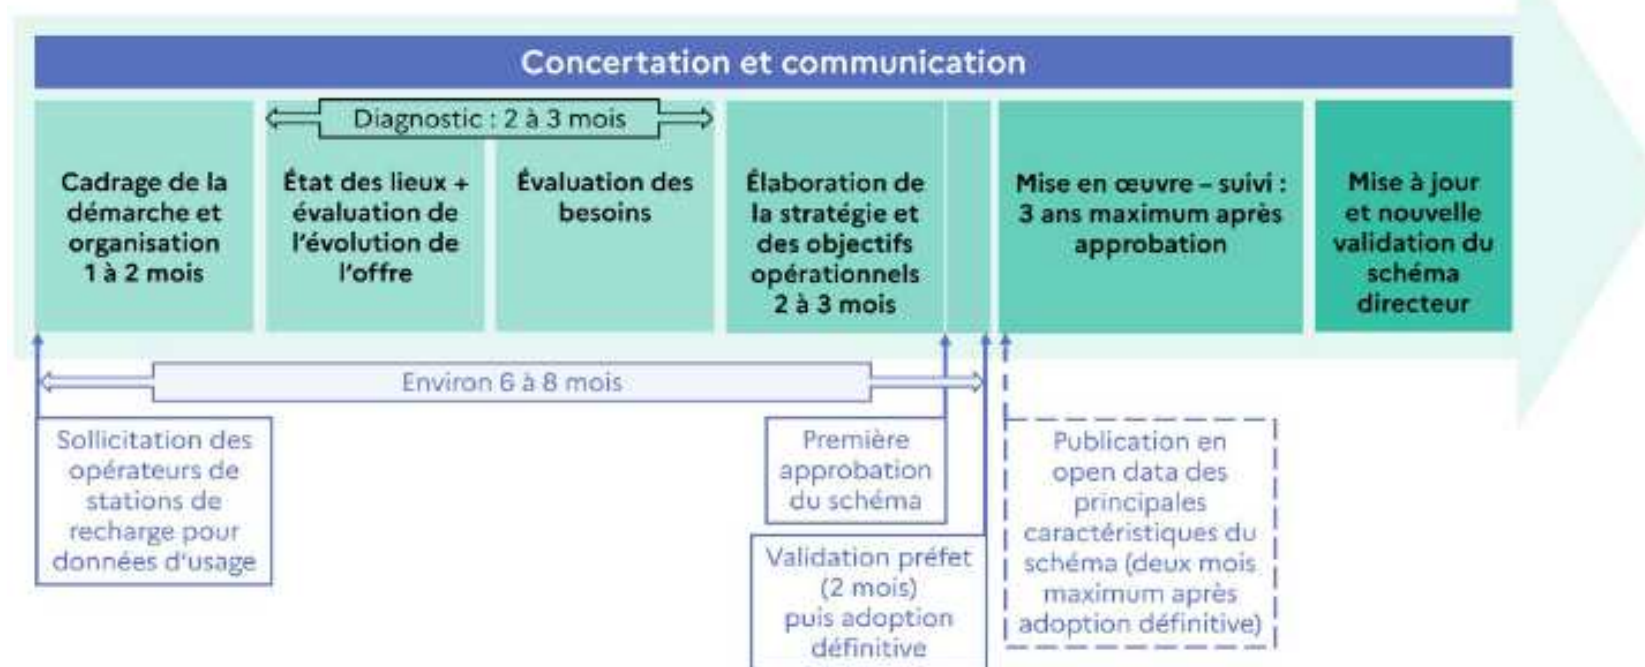 Concertation et communication
Diagnostic : 2 à 3 mois
Cadrage de la
démarche et
organisation
1 à 2 mois
État des lieux +
évaluation de
l'évolution de
l'offre
Évaluation des
besoins
Élaboration de
la stratégie et
des objectifs
opérationnels
2 à 3 mois
Mise en œuvre – suivi :
3 ans maximum après
approbation
Mise à jour
et nouvelle
validation du
schéma
directeur
Environ 6 à 8 mois
Sollicitation des
opérateurs de
stations de
recharge pour
données d'usage
Première
approbation
du schéma
Validation préfet
(2 mois)
puis adoption
définitive
Publication en
open data des
principales
caractéristiques du
schéma (deux mois
maximum après
adoption définitive)